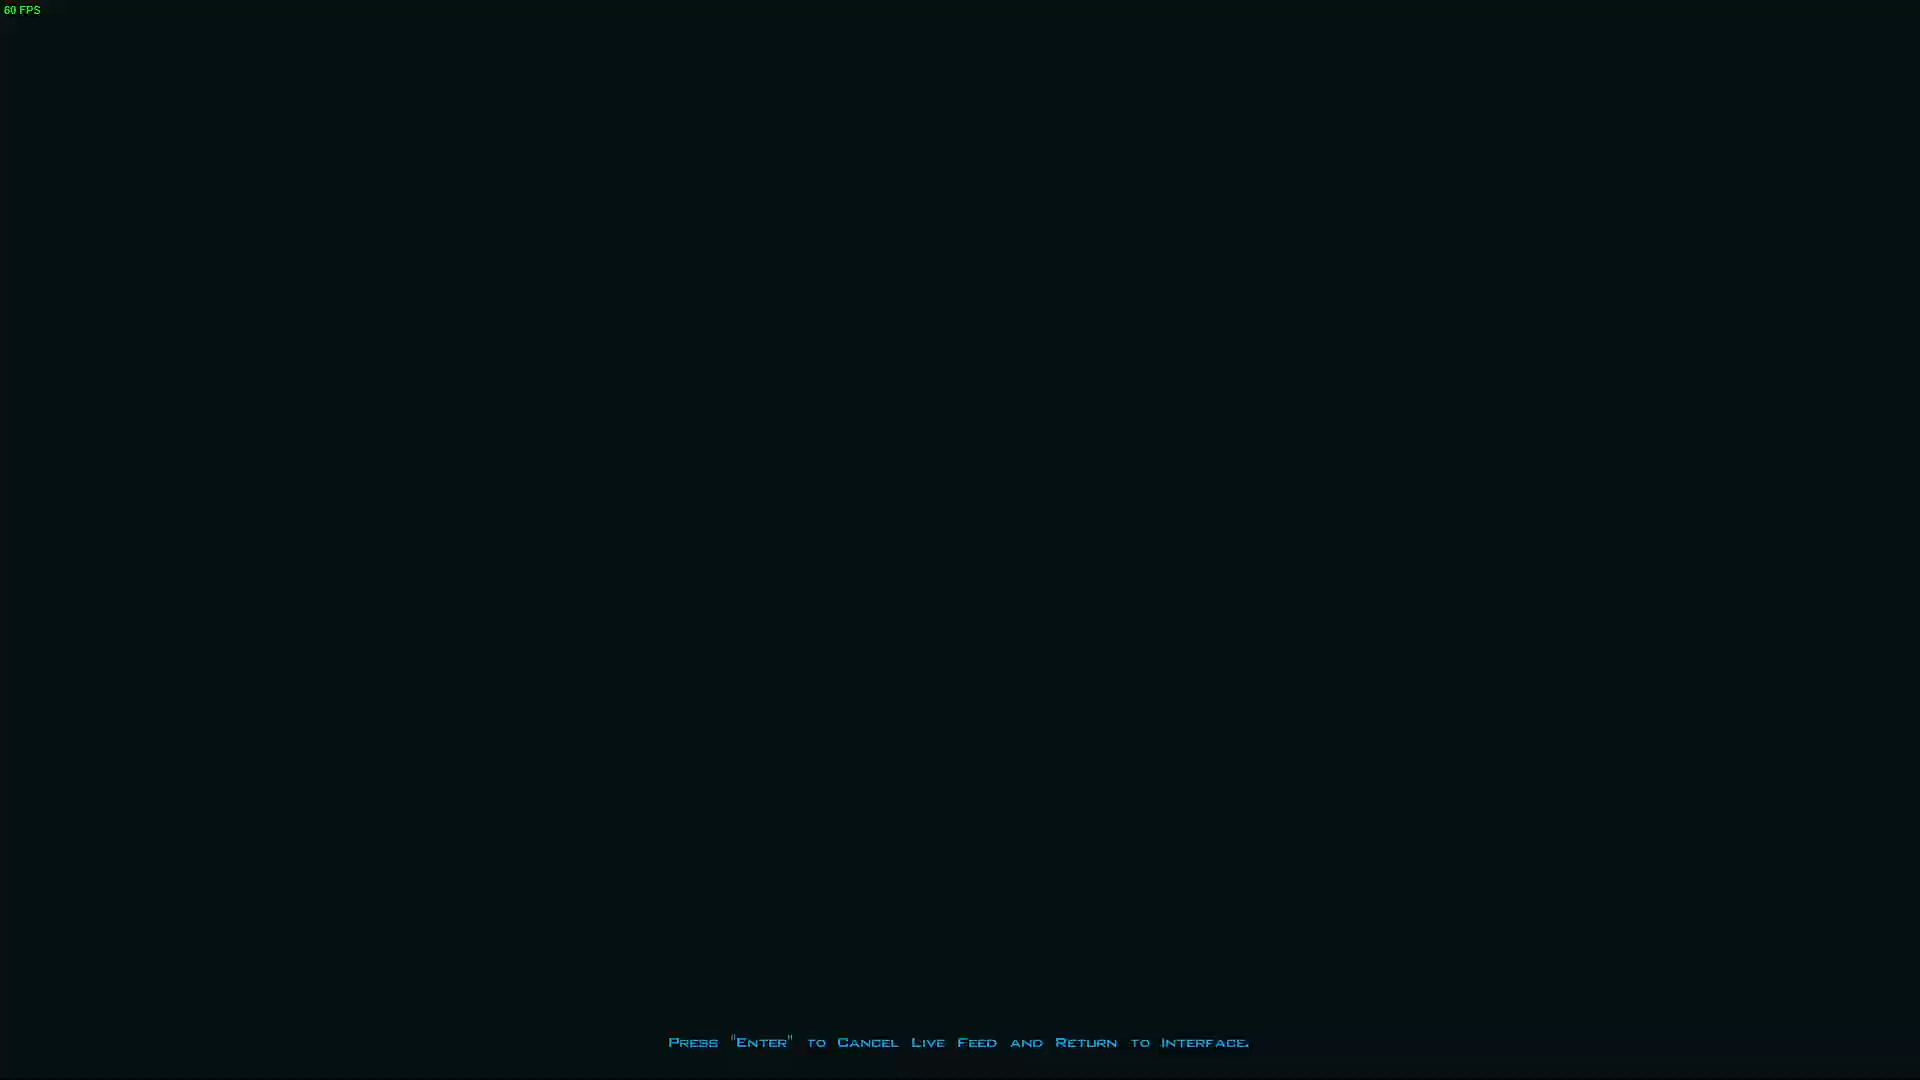 60 FPS
Press "Enter" to Cancel Live Feed and Return to Interface.